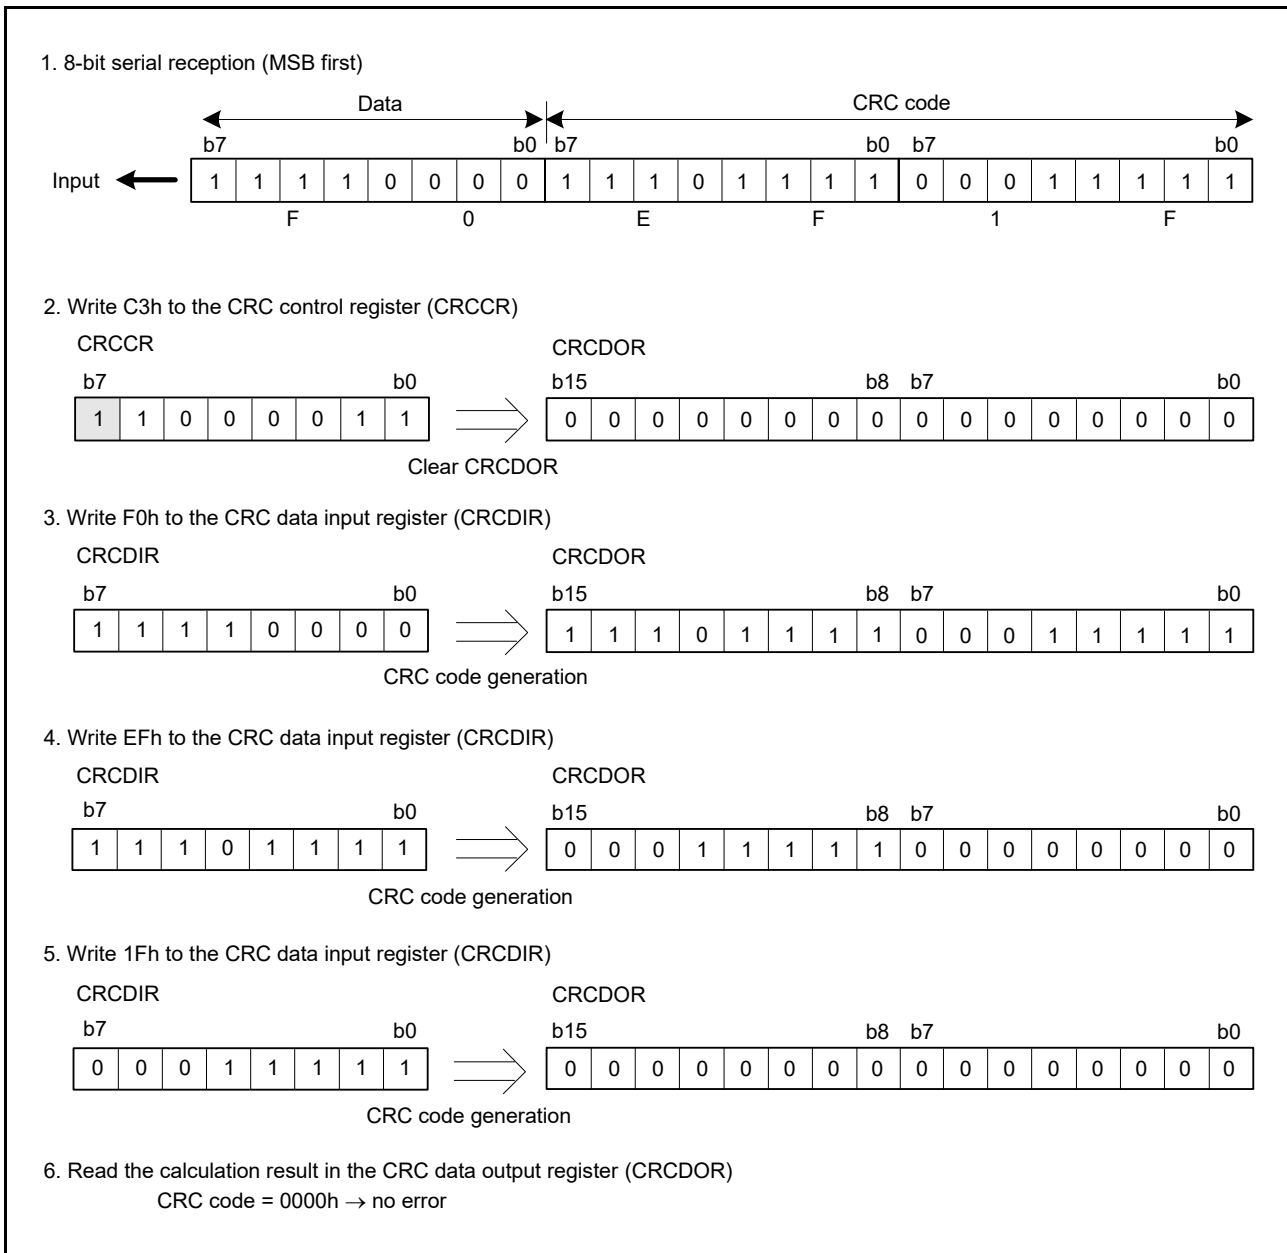 1. 8-bit serial reception (MSB first)
Data CRC code
b7 b0 b7 b0 b7 b0
Input 1 1 1 1 0 0 0 0 1 1 1 0 1 1 1 1 0 0 0 1 1 1 1 1
F 0 E F 1 F
2. Write C3h to the CRC control register (CRCCR)
CRCCR CRCDOR
b7 b0 b15 b8 b7 b0
1 1 0 0 0 0 1 1 0 0 0 0 0 0 0 0 0 0 0 0 0 0 0 0
Clear CRCDOR
3. Write F0h to the CRC data input register (CRCDIR)
CRCDIR CRCDOR
b7 b0 b15 b8 b7 b0
1 1 1 1 0 0 0 0 1 1 1 0 1 1 1 1 0 0 0 1 1 1 1 1
CRC code generation
4. Write EFh to the CRC data input register (CRCDIR)
CRCDIR CRCDOR
b7 b0 b15 b8 b7 b0
1 1 1 0 1 1 1 1 0 0 0 1 1 1 1 1 0 0 0 0 0 0 0 0
CRC code generation
5. Write 1Fh to the CRC data input register (CRCDIR)
CRCDIR CRCDOR
b7 b0 b15 b8 b7 b0
0 0 0 1 1 1 1 1 0 0 0 0 0 0 0 0 0 0 0 0 0 0 0 0
CRC code generation
6. Read the calculation result in the CRC data output register (CRCDOR)
CRC code = 0000h → no error